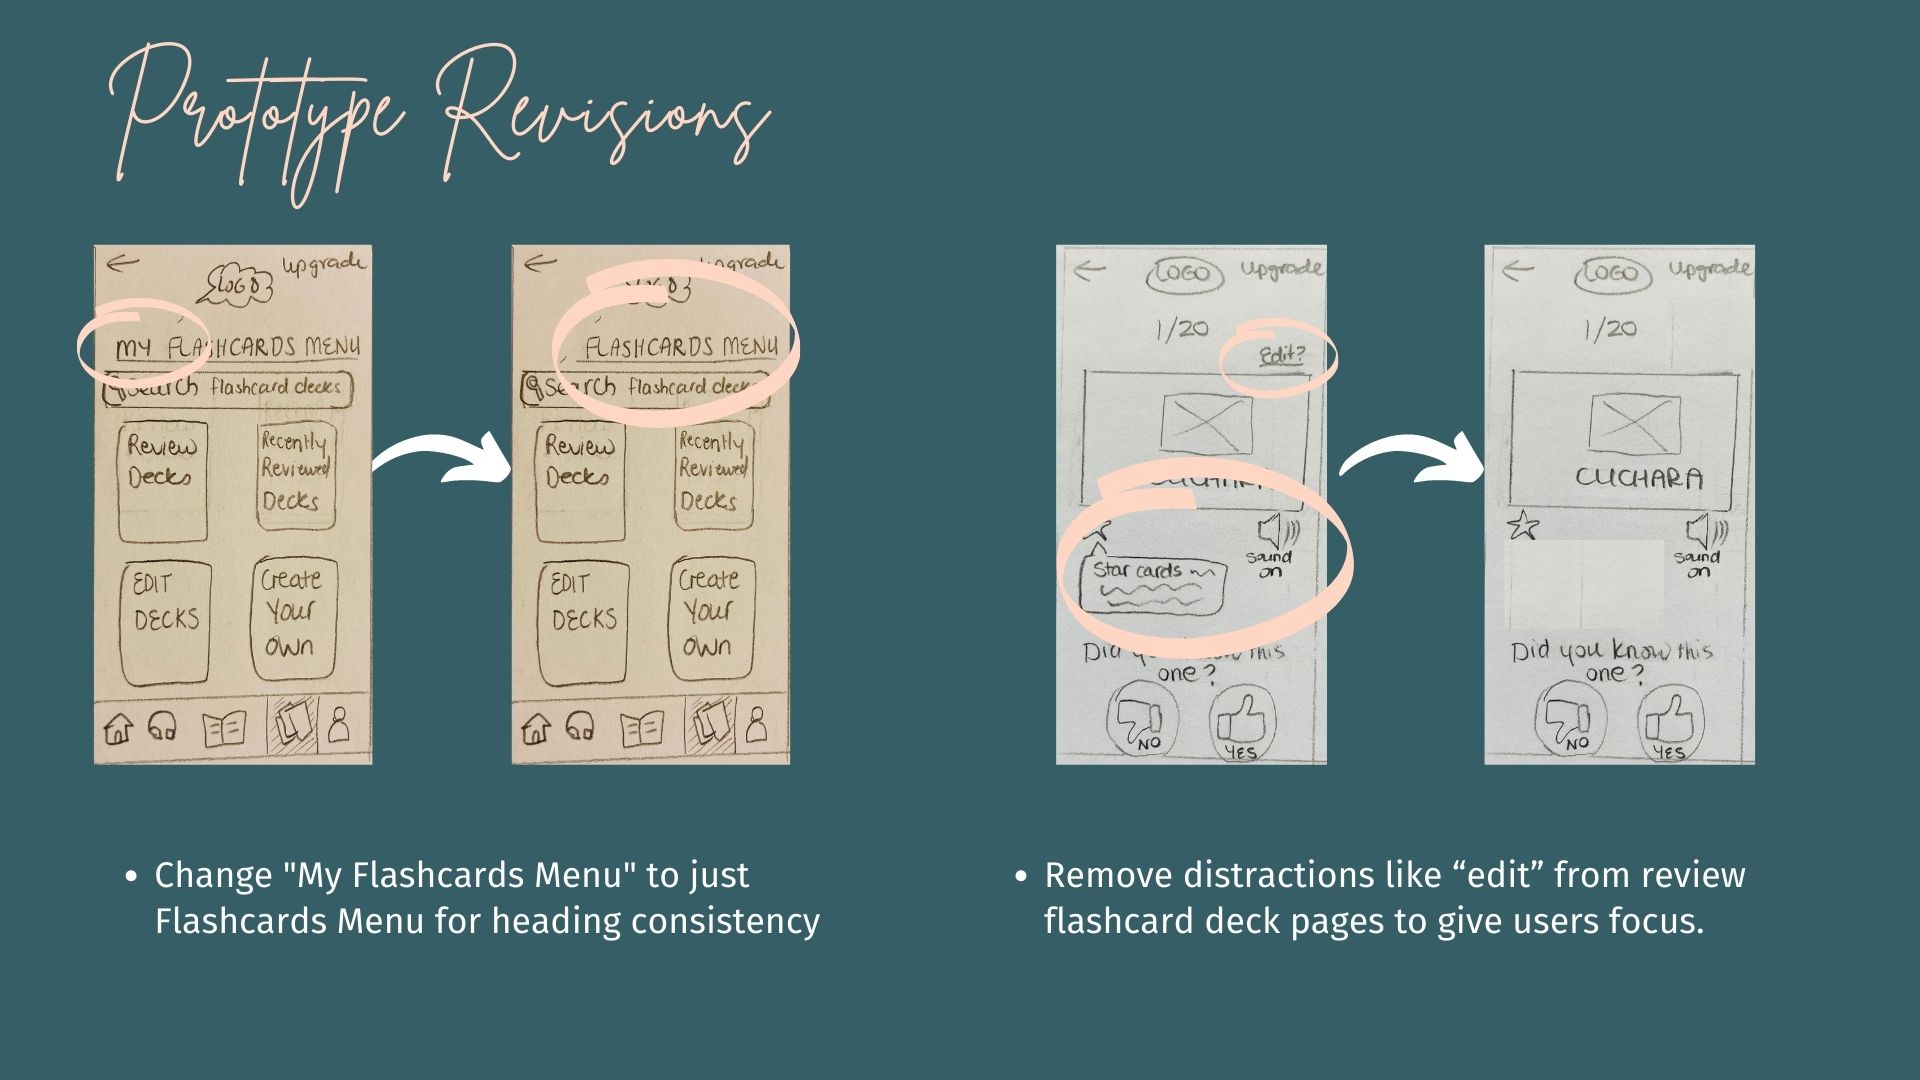 Prototype Revisions
upgrade
LOGO
MY FLASHCARDS MENU
Search flashcard decks
Review
Decks
Recently
Reviewed
Decks
EDIT
DECKS
Create
Your
Own
upgrade
LOGO
FLASHCARDS MENU
Search flashcard decks
Review
Decks
Recently
Reviewed
Decks
EDIT
DECKS
Create
Your
Own
LOGO
Upgrade
1/20
Edit?
CUCHARA
Sound
on
Star cards
Did you know this
one?
NO
YES
LOGO
Upgrade
1/20
CUCHARA
Sound
on
Did you know this
one?
NO
YES
• Change "My Flashcards Menu" to just
Flashcards Menu for heading consistency
• Remove distractions like “edit” from review
flashcard deck pages to give users focus.